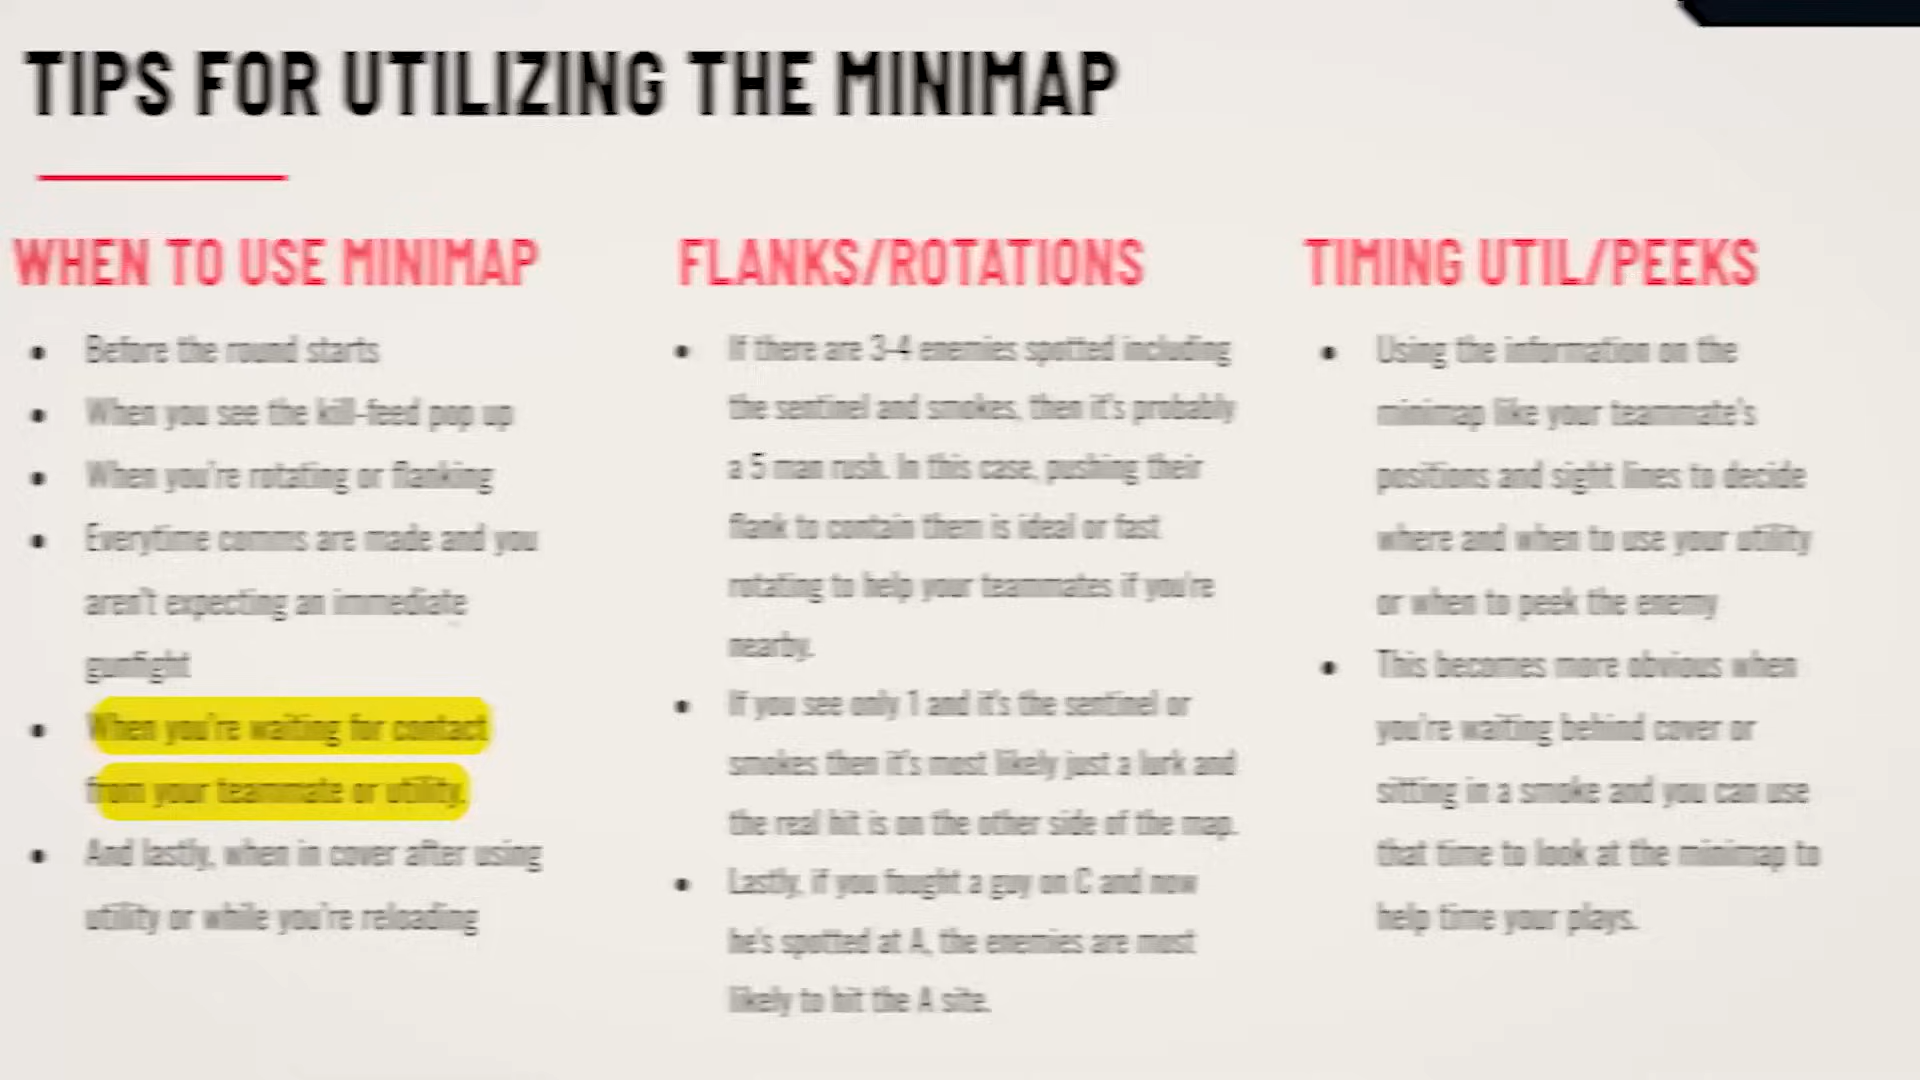 TIPS FOR UTILIZING THE MINIMAP
WHEN TO USE MINIMAP
Before the round starts
When you see the kill-feed pop up
When you're rotating or flanking
Everytime comms are made and you
aren't expecting an immediate
gunfight
When you're waiting for contact
from your teammate or utility.
And lastly, when in cover after using
utility or while you're reloading
FLANKS/ROTATIONS
If there are 3-4 enemies spotted including
the sentinel and smokes, then it's probably
a 5 man rush. In this case, pushing their
flank to contain them is ideal or fast
rotating to help your teammates if you're
nearby.
If you see only 1 and it's the sentinel or
smokes then it's most likely just a lurk and
the real hit is on the other side of the map.
Lastly, if you fought a guy on C and now
he's spotted at A, the enemies are most
likely to hit the A site.
TIMING UTIL/PEEKS
Using the information on the
minimap like your teammate's
positions and sight lines to decide
where and when to use your utility
or when to peek the enemy
This becomes more obvious when
you're waiting behind cover or
sitting in a smoke and you can use
that time to look at the minimap to
help time your plays.